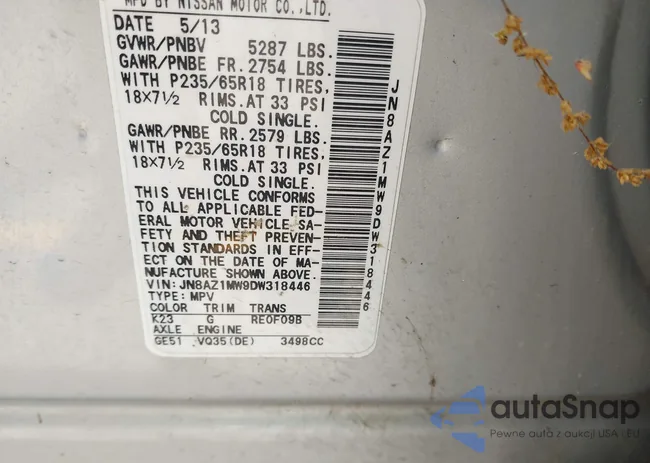 MFD BY NISSAN MOTOR CO.,LTD.
DATE 5/13
GVWR/PNBV 5287 LBS.
GAWR/PNBE FR. 2754 LBS.
WITH P235/65R18 TIRES,
18X7½ RIMS.AT 33 PSI
COLD SINGLE.
GAWR/PNBE RR. 2579 LBS.
WITH P235/65R18 TIRES,
18X7½ RIMS.AT 33 PSI
COLD SINGLE.
THIS VEHICLE CONFORMS
TO ALL APPLICABLE FED-
ERAL MOTOR VEHICLE SA-
FETY AND THEFT PREVEN-
TION STANDARDS IN EFF-
ECT ON THE DATE OF MA-
NUFACTURE SHOWN ABOVE.
VIN: JN8AZ1MW9DW318446
TYPE: MPV
COLOR TRIM TRANS
K23 G RE0F09B
AXLE ENGINE
GE51 VQ35(DE) 3498CC
JN8AZ1MW9DW318446
autaSnap
Pewne auta z aukcji USA i EU